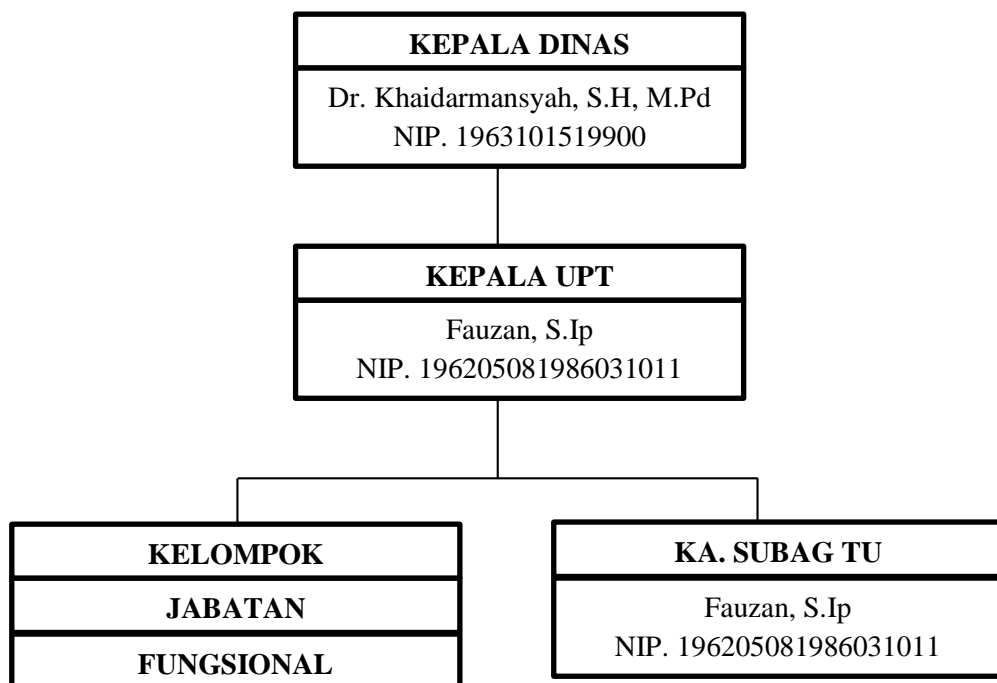 KEPALA DINAS
Dr. Khaidarmansyah, S.H, M.Pd
NIP. 1963101519900
KEPALA UPT
Fauzan, S.Ip
NIP. 196205081986031011
KELOMPOK
JABATAN
FUNGSIONAL
KA. SUBAG TU
Fauzan, S.Ip
NIP. 196205081986031011